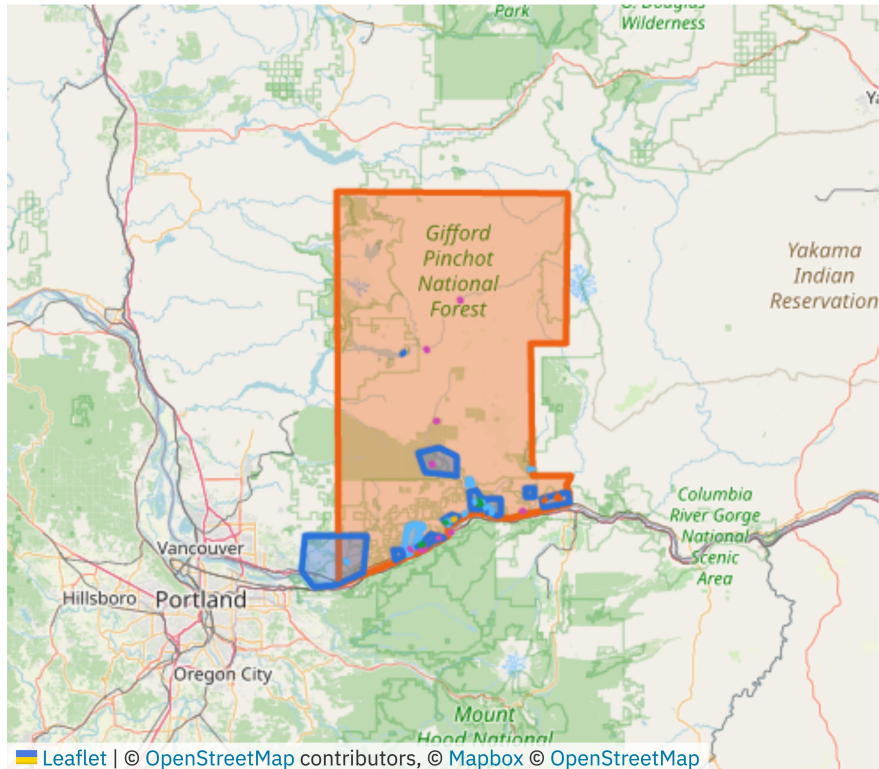 Park
Wilderness
Gifford
Pinchot
National
Forest
Yakama
Indian
Reservation
Columbia
River Gorge
National
Scenic
Area
Vancouver
Hillsboro
Portland
Oregon City
Mount
Hood National
Leaflet | © OpenStreetMap contributors, © Mapbox © OpenStreetMap